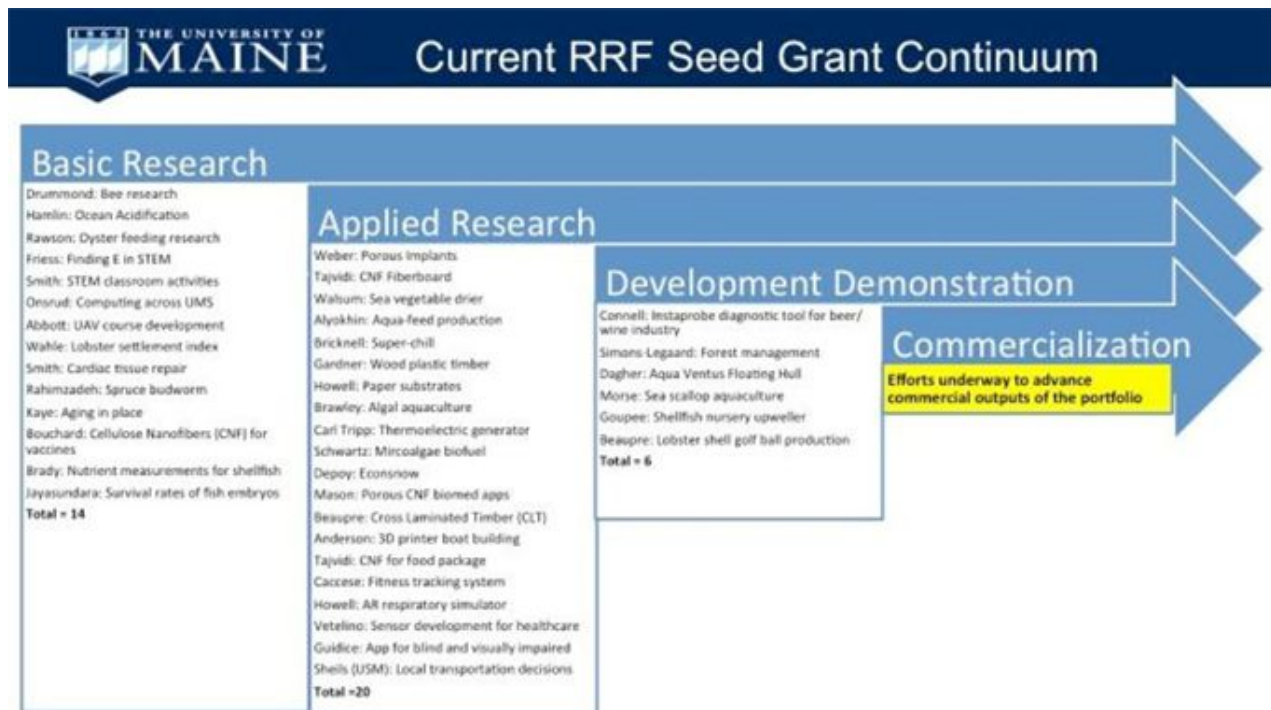 1865 THE UNIVERSITY OF
MAINE
Current RRF Seed Grant Continuum
Basic Research
Drummond: Bee research
Hamlin: Ocean Acidification
Rawson: Oyster feeding research
Friess: Finding E in STEM
Smith: STEM classroom activities
Onsrud: Computing across UMS
Abbott: UAV course development
Wahle: Lobster settlement index
Smith: Cardiac tissue repair
Rahimzadeh: Spruce budworm
Kaye: Aging in place
Bouchard: Cellulose Nanofibers (CNF) for
vaccines
Brady: Nutrient measurements for shellfish
Jayasundara: Survival rates of fish embryos
Total = 14
Applied Research
Weber: Porous Implants
Tajvidi: CNF Fiberboard
Walsum: Sea vegetable drier
Alyokhin: Aqua-feed production
Bricknell: Super-chill
Gardner: Wood plastic timber
Howell: Paper substrates
Brawley: Algal aquaculture
Carl Tripp: Thermoelectric generator
Schwartz: Mircoalgae biofuel
Depoy: Econsnow
Mason: Porous CNF biomed apps
Beaupre: Cross Laminated Timber (CLT)
Anderson: 3D printer boat building
Tajvidi: CNF for food package
Caccese: Fitness tracking system
Howell: AR respiratory simulator
Vetelino: Sensor development for healthcare
Guidice: App for blind and visually impaired
Sheils (USM): Local transportation decisions
Total =20
Development Demonstration
Connell: Instaprobe diagnostic tool for beer/
wine industry
Simons-Legaard: Forest management
Dagher: Aqua Ventus Floating Hull
Morse: Sea scallop aquaculture
Goupee: Shellfish nursery upweller
Beaupre: Lobster shell golf ball production
Total = 6
Commercialization
Efforts underway to advance
commercial outputs of the portfolio